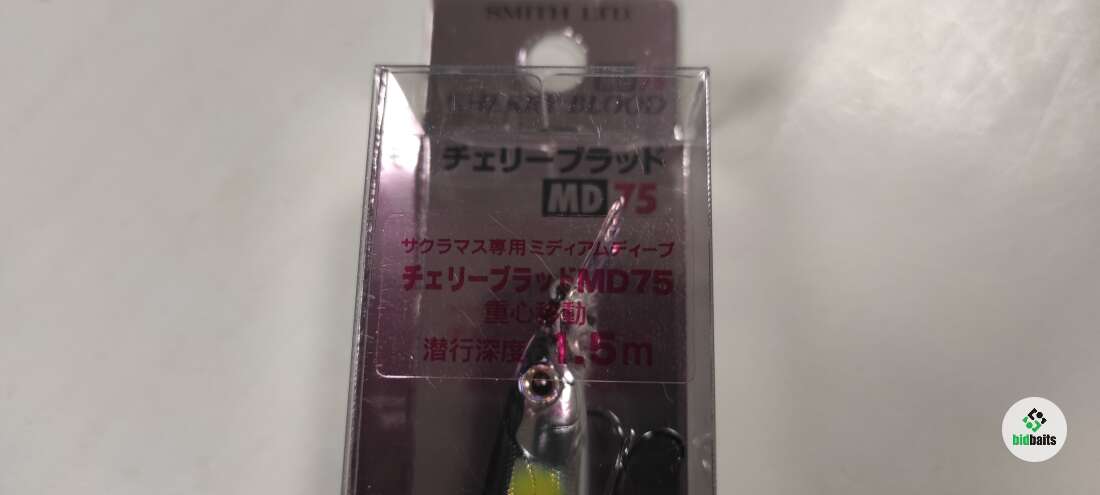 SMITH LTD
CHERRY BLOOD
チェリーブラッド
MD 75
サクラマス専用ミディアムディープ
チェリーブラッドMD75
重心移動
潜行深度 1.5m
bidbaits